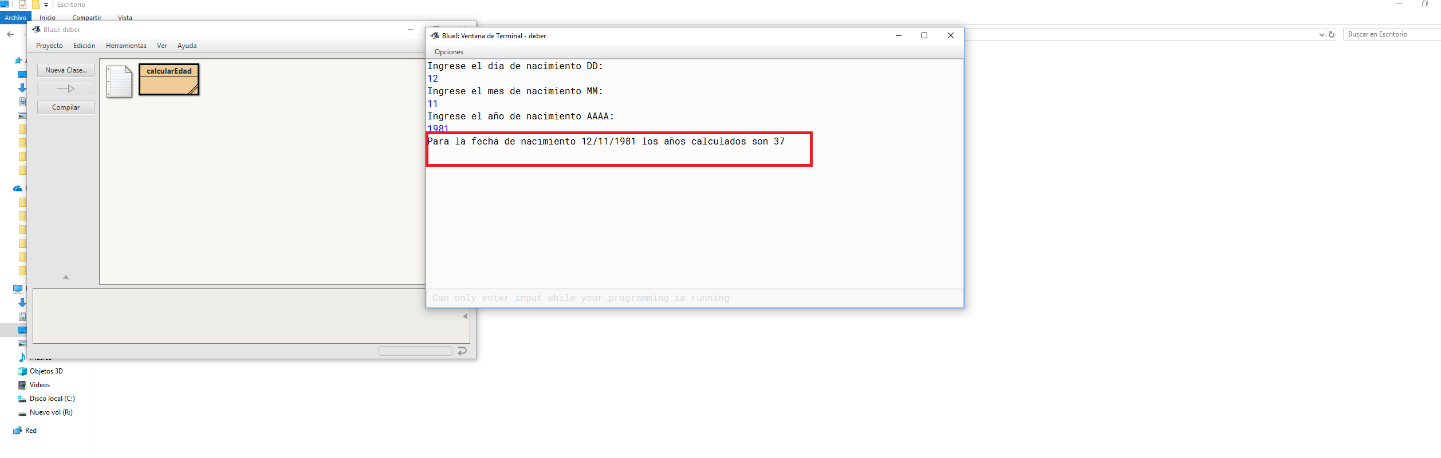 Escritorio
Archivo Inicio Compartir Vista
Buscar en Escritorio
BlueJ: deber
Proyecto Edición Herramientas Ver Ayuda
Nueva Clase...
Compilar
calcularEdad
BlueJ: Ventana de Terminal - deber
Opciones
Ingrese el dia de nacimiento DD:
12
Ingrese el mes de nacimiento MM:
11
Ingrese el año de nacimiento AAAA:
1981
Para la fecha de nacimiento 12/11/1981 los años calculados son 37
Can only enter input while your programming is running
Objetos 3D
Videos
Disco local (C:)
Nuevo vol (R:)
Red